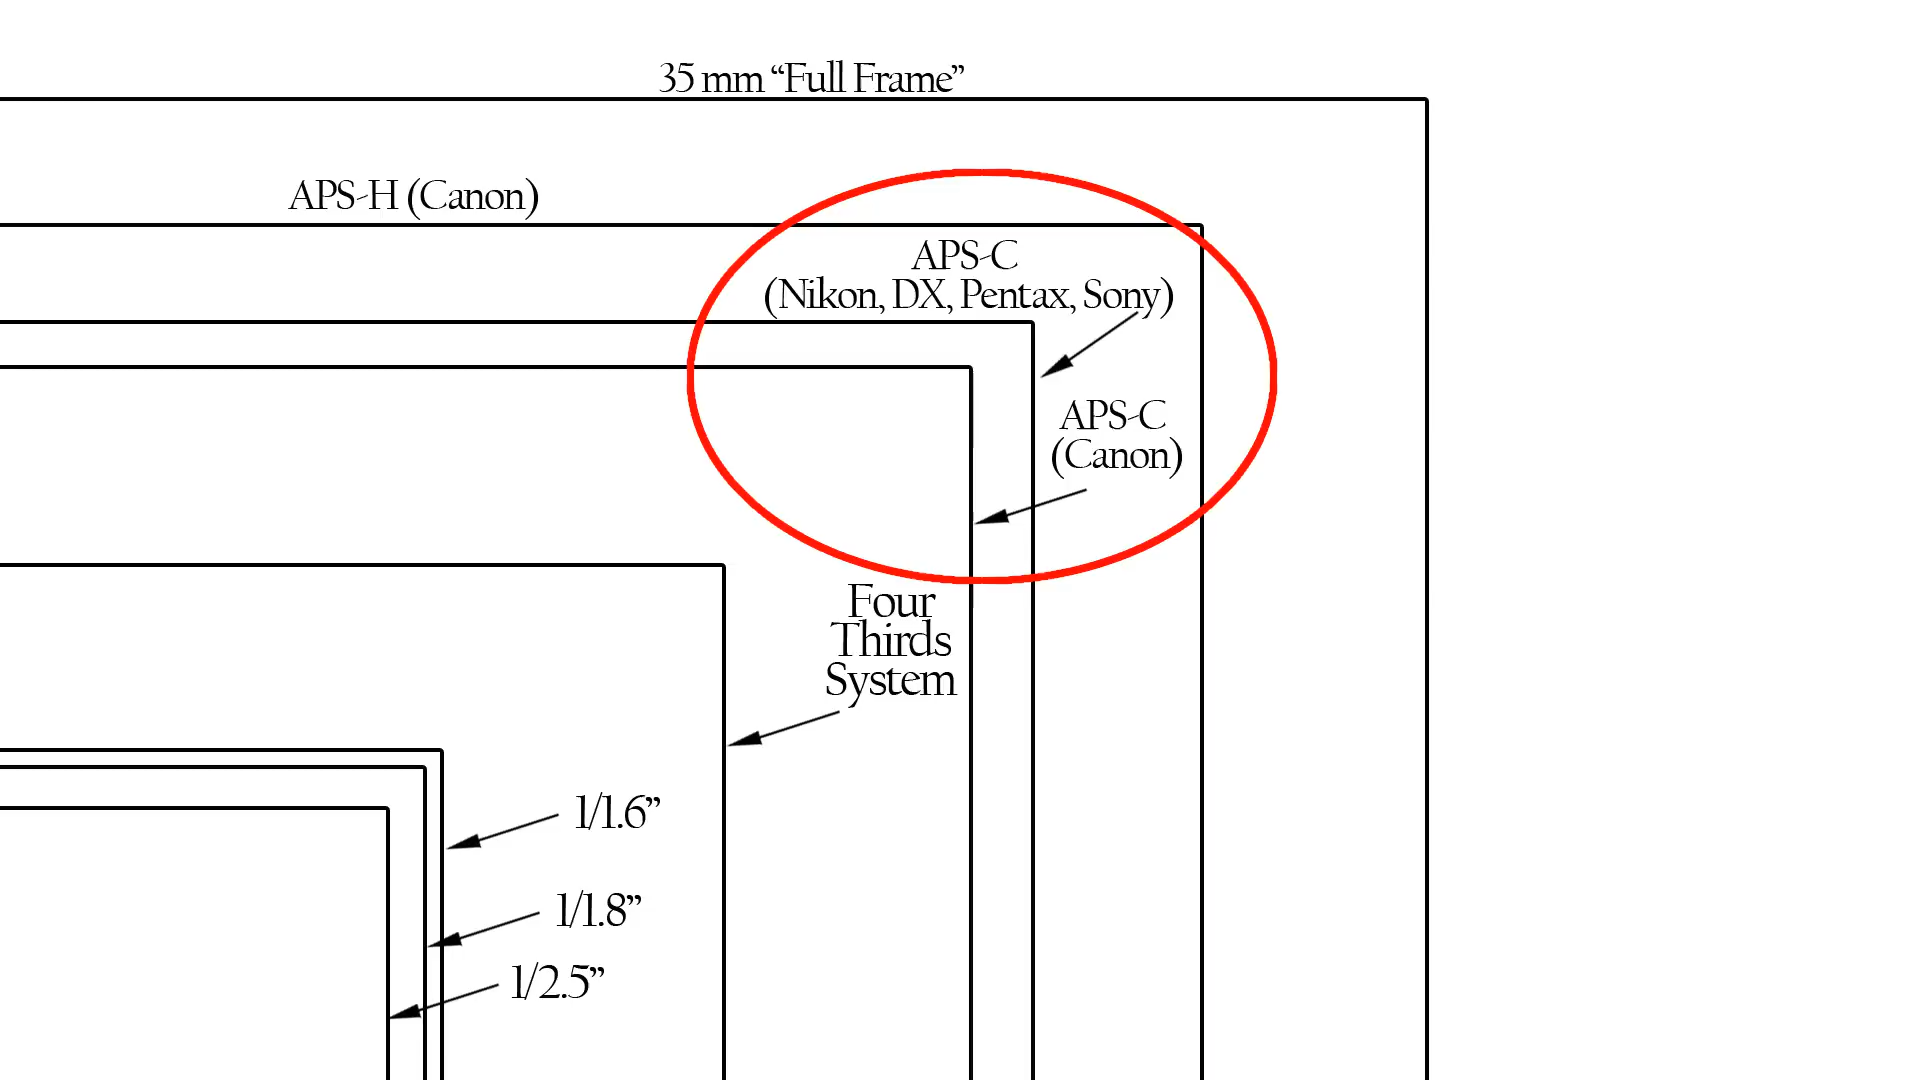 35 mm “Full Frame”
APS-H (Canon)
APS-C
(Nikon, DX, Pentax, Sony)
APS-C
(Canon)
Four
Thirds
System
1/1.6”
1/1.8”
1/2.5”